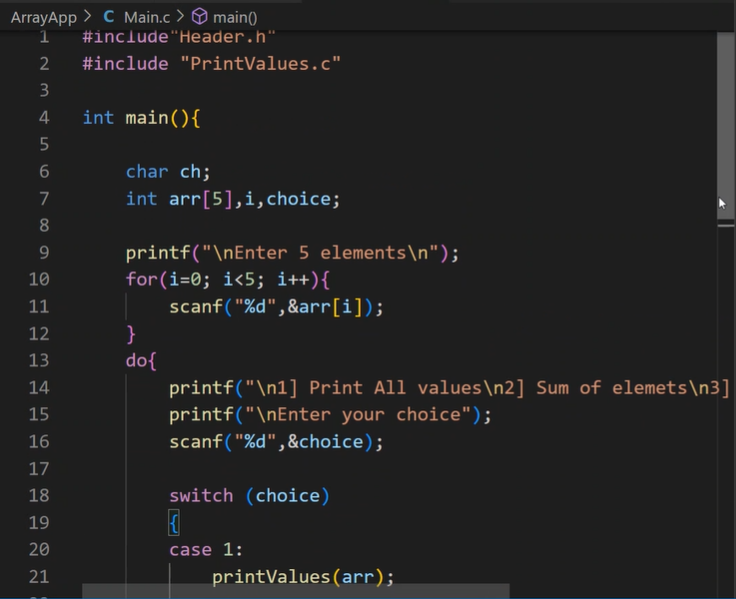 ArrayApp > C Main.c > main()
1 #include"Header.h"
2 #include "PrintValues.c"
3
4 int main(){
5
6 char ch;
7 int arr[5],i,choice;
8
9 printf("\nEnter 5 elements\n");
10 for(i=0; i<5; i++){
11 scanf("%d",&arr[i]);
12 }
13 do{
14 printf("\n1] Print All values\n2] Sum of elemets\n3]
15 printf("\nEnter your choice");
16 scanf("%d",&choice);
17
18 switch (choice)
19 {
20 case 1:
21 printValues(arr);